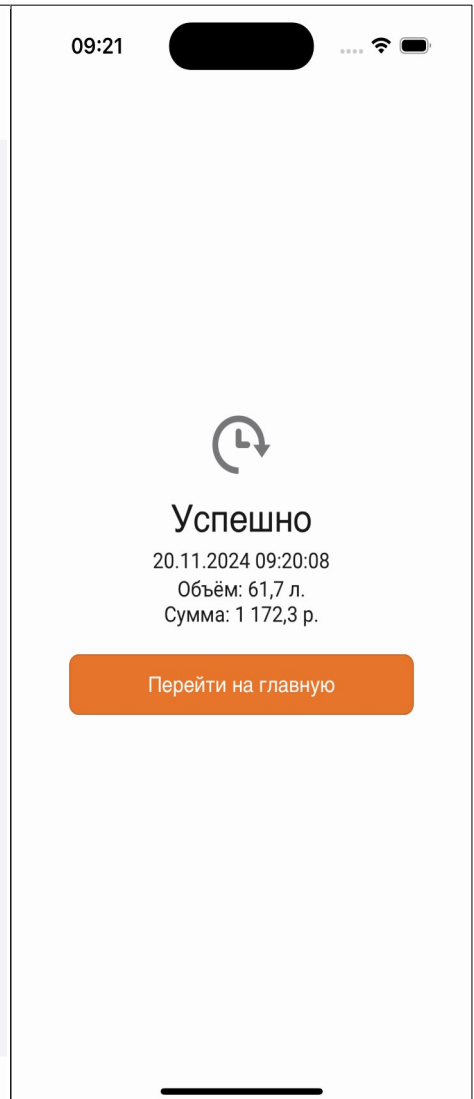 09:21
Успешно
20.11.2024 09:20:08
Объём: 61,7 л.
Сумма: 1 172,3 р.
Перейти на главную